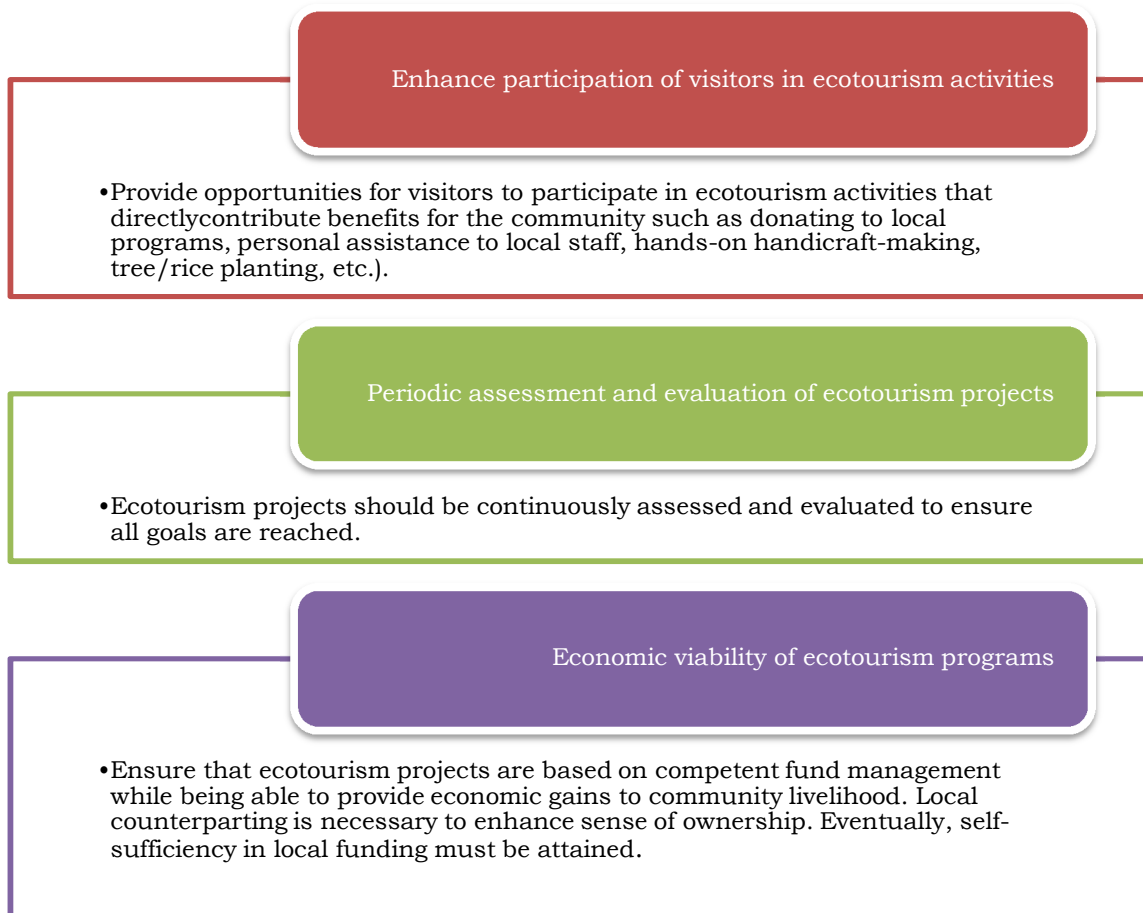 Enhance participation of visitors in ecotourism activities
•Provide opportunities for visitors to participate in ecotourism activities that
directlycontribute benefits for the community such as donating to local
programs, personal assistance to local staff, hands-on handicraft-making,
tree/rice planting, etc.).
Periodic assessment and evaluation of ecotourism projects
•Ecotourism projects should be continuously assessed and evaluated to ensure
all goals are reached.
Economic viability of ecotourism programs
•Ensure that ecotourism projects are based on competent fund management
while being able to provide economic gains to community livelihood. Local
counterparting is necessary to enhance sense of ownership. Eventually, self-
sufficiency in local funding must be attained.